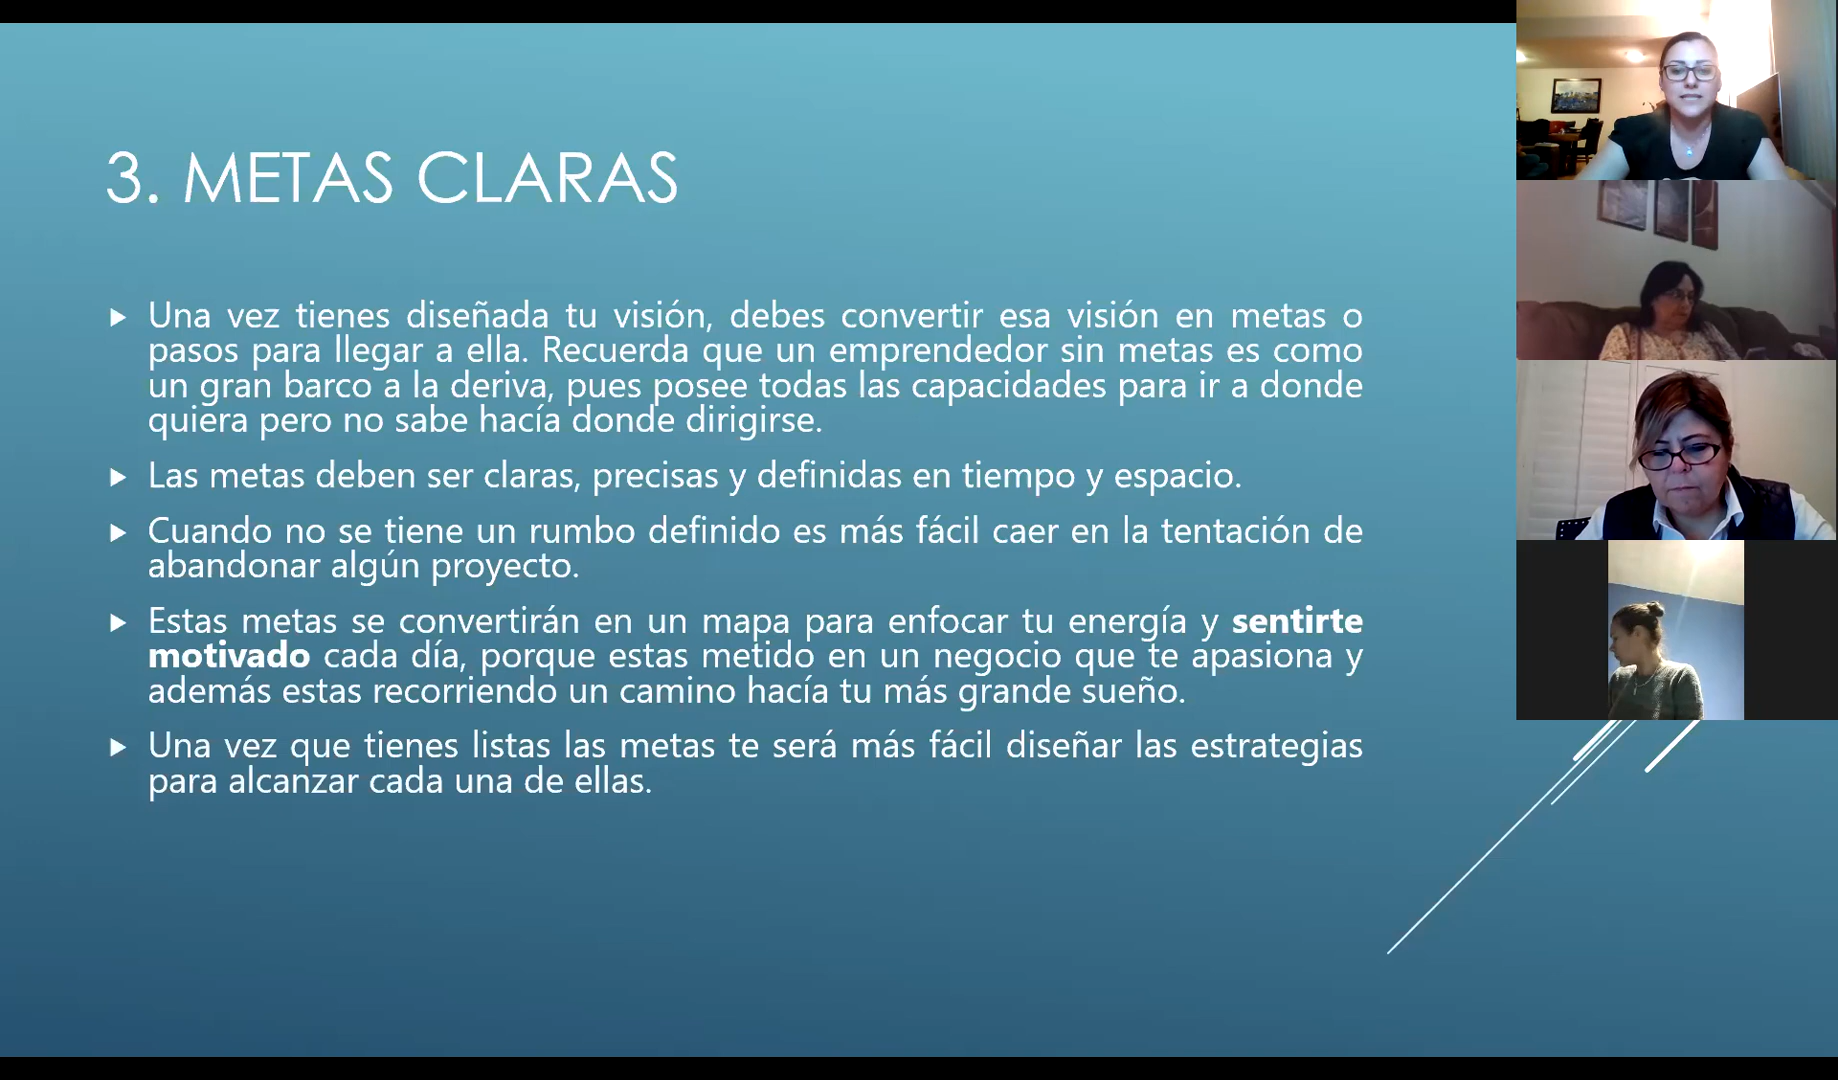 3. METAS CLARAS
Una vez tienes diseñada tu visión, debes convertir esa visión en metas o
pasos para llegar a ella. Recuerda que un emprendedor sin metas es como
un gran barco a la deriva, pues posee todas las capacidades para ir a donde
quiera pero no sabe hacía donde dirigirse.
Las metas deben ser claras, precisas y definidas en tiempo y espacio.
Cuando no se tiene un rumbo definido es más fácil caer en la tentación de
abandonar algún proyecto.
Estas metas se convertirán en un mapa para enfocar tu energía y sentirte
motivado cada día, porque estas metido en un negocio que te apasiona y
además estas recorriendo un camino hacía tu más grande sueño.
Una vez que tienes listas las metas te será más fácil diseñar las estrategias
para alcanzar cada una de ellas.